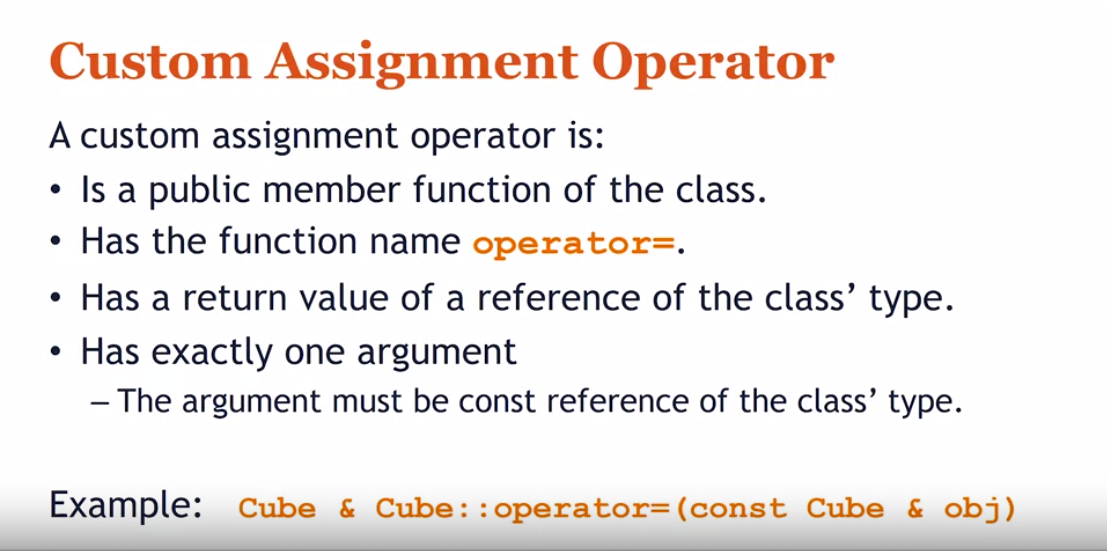 Custom Assignment Operator
A custom assignment operator is:
• Is a public member function of the class.
• Has the function name operator=.
• Has a return value of a reference of the class’ type.
• Has exactly one argument
– The argument must be const reference of the class’ type.
Example: Cube & Cube::operator=(const Cube & obj)